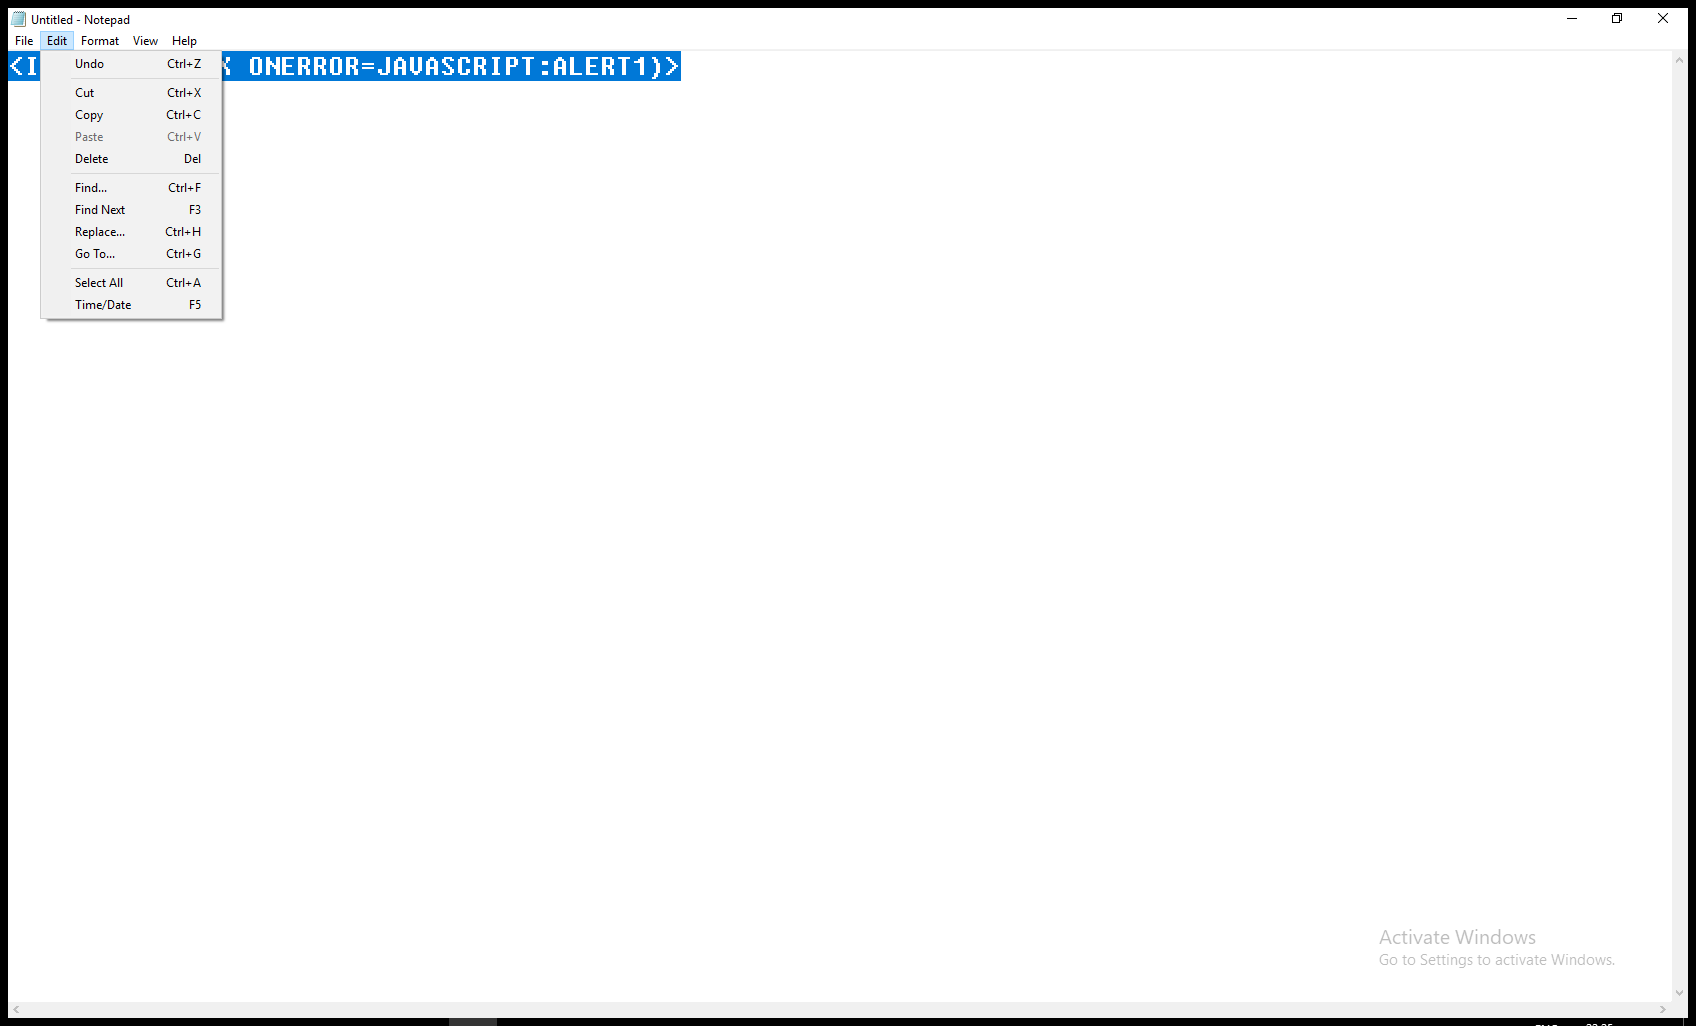 Untitled - Notepad
File Edit Format View Help
<I ONERROR=JAVASCRIPT:ALERT1)>
Undo Ctrl+Z
Cut Ctrl+X
Copy Ctrl+C
Paste Ctrl+V
Delete Del
Find... Ctrl+F
Find Next F3
Replace... Ctrl+H
Go To... Ctrl+G
Select All Ctrl+A
Time/Date F5
Activate Windows
Go to Settings to activate Windows.